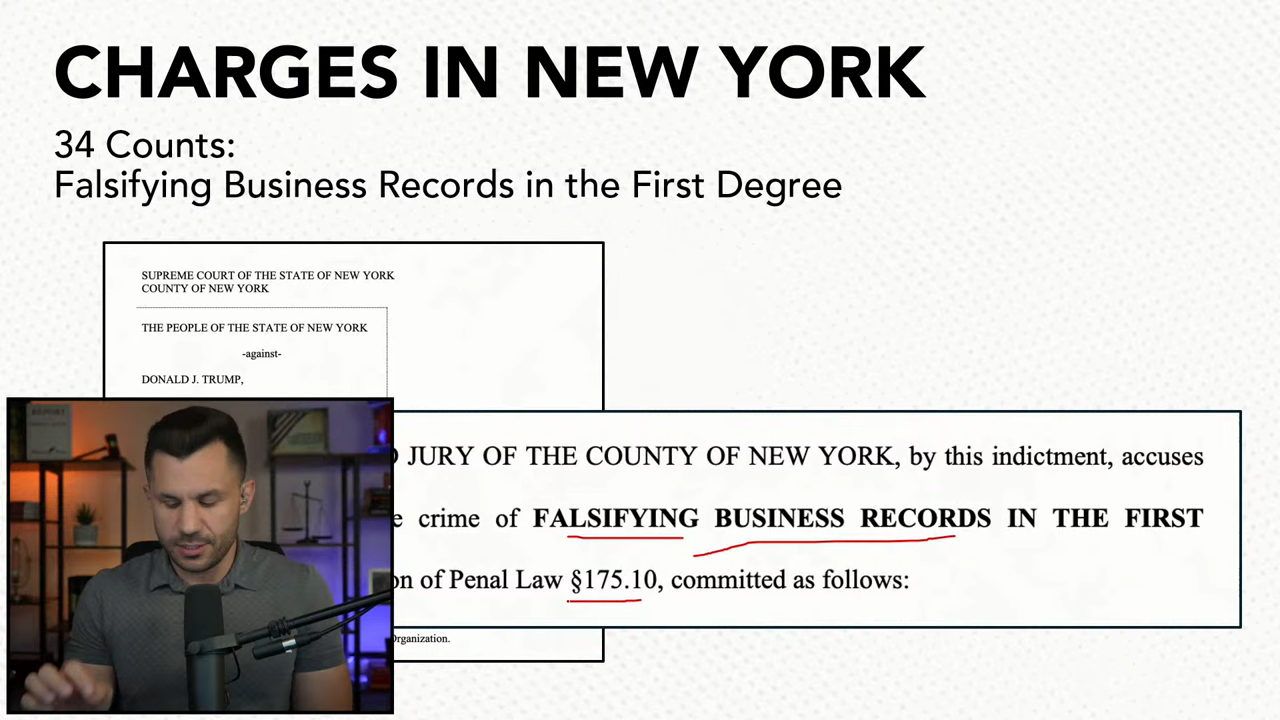 CHARGES IN NEW YORK
34 Counts:
Falsifying Business Records in the First Degree
SUPREME COURT OF THE STATE OF NEW YORK
COUNTY OF NEW YORK
THE PEOPLE OF THE STATE OF NEW YORK
-against-
DONALD J. TRUMP,
JURY OF THE COUNTY OF NEW YORK, by this indictment, accuses
crime of FALSIFYING BUSINESS RECORDS IN THE FIRST
of Penal Law §175.10, committed as follows:
Organization.